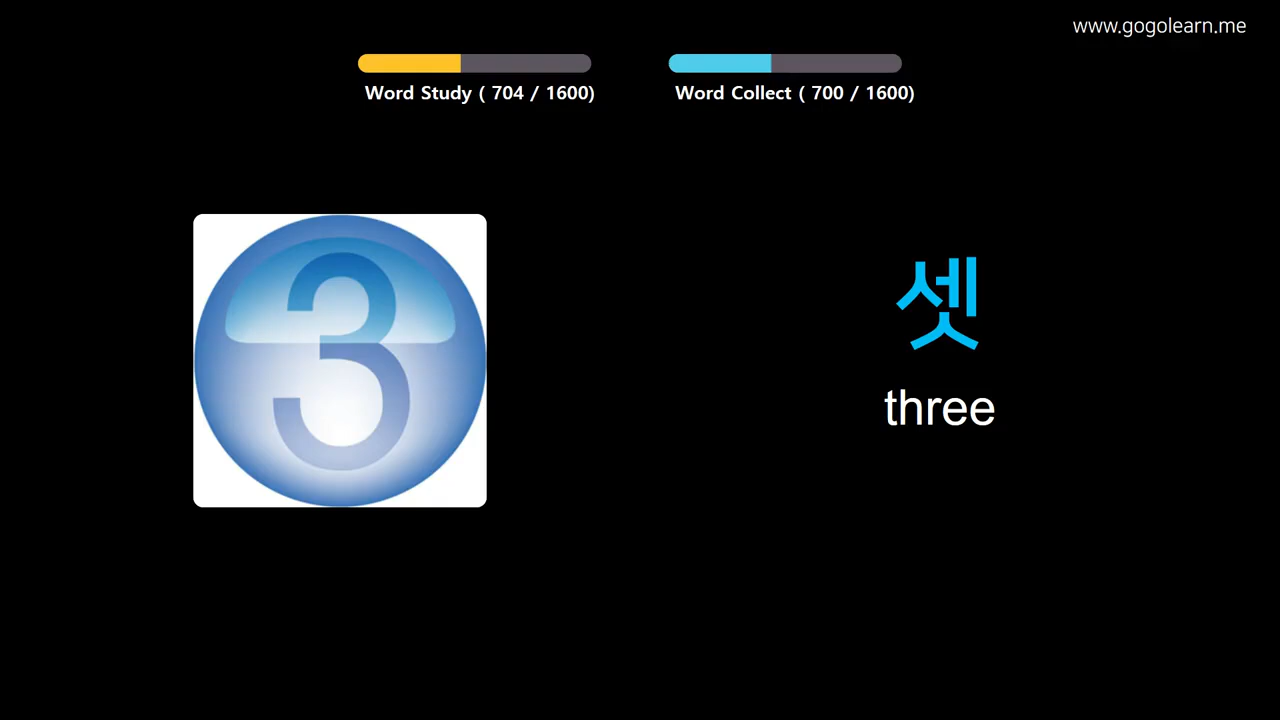 www.gogolearn.me
Word Study ( 704 / 1600)
Word Collect ( 700 / 1600)
3
셋
three